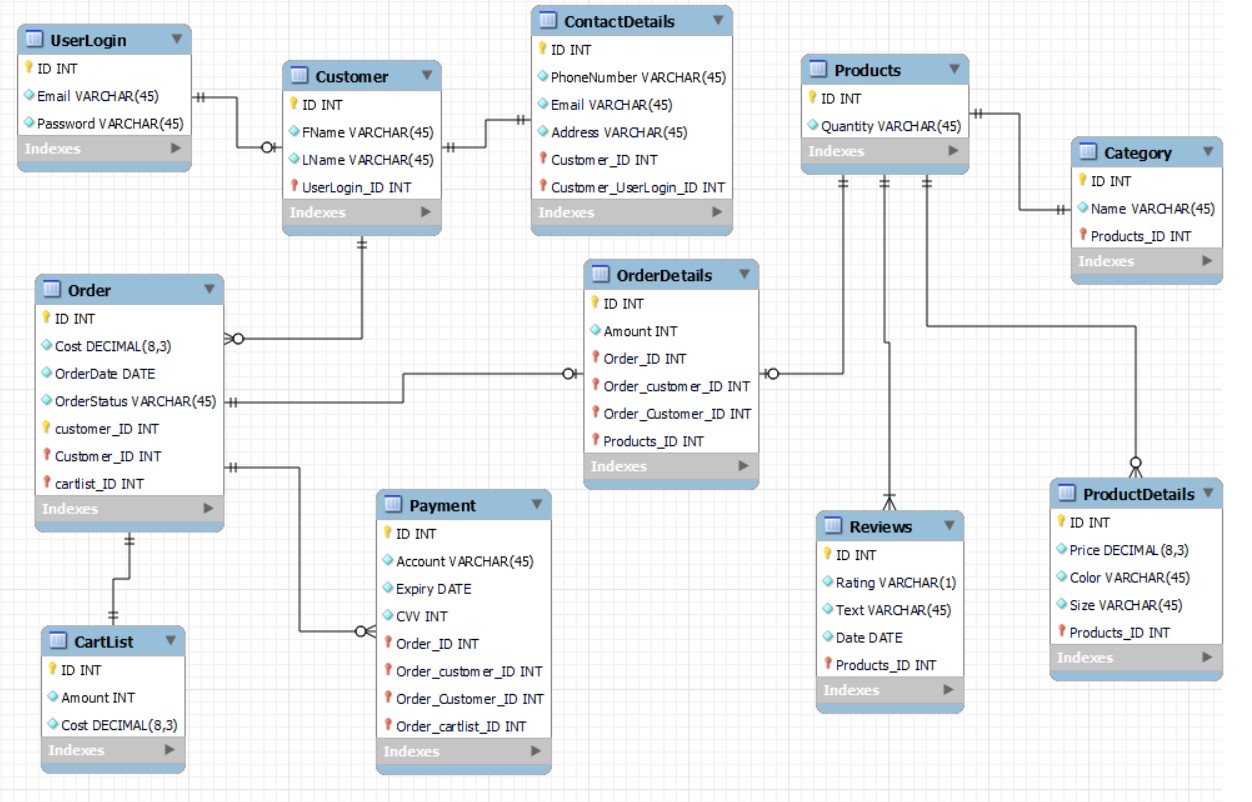 UserLogin
ID INT
Email VARCHAR(45)
Password VARCHAR(45)
Indexes
Customer
ID INT
FName VARCHAR(45)
LName VARCHAR(45)
UserLogin_ID INT
Indexes
ContactDetails
ID INT
PhoneNumber VARCHAR(45)
Email VARCHAR(45)
Address VARCHAR(45)
Customer_ID INT
Customer_UserLogin_ID INT
Indexes
Products
ID INT
Quantity VARCHAR(45)
Indexes
Category
ID INT
Name VARCHAR(45)
Products_ID INT
Indexes
Order
ID INT
Cost DECIMAL(8,3)
OrderDate DATE
OrderStatus VARCHAR(45)
customer_ID INT
Customer_ID INT
cartlist_ID INT
Indexes
OrderDetails
ID INT
Amount INT
Order_ID INT
Order_customer_ID INT
Order_Customer_ID INT
Products_ID INT
Indexes
Payment
ID INT
Account VARCHAR(45)
Expiry DATE
CVV INT
Order_ID INT
Order_customer_ID INT
Order_Customer_ID INT
Order_cartlist_ID INT
Indexes
Reviews
ID INT
Rating VARCHAR(1)
Text VARCHAR(45)
Date DATE
Products_ID INT
Indexes
ProductDetails
ID INT
Price DECIMAL(8,3)
Color VARCHAR(45)
Size VARCHAR(45)
Products_ID INT
Indexes
CartList
ID INT
Amount INT
Cost DECIMAL(8,3)
Indexes